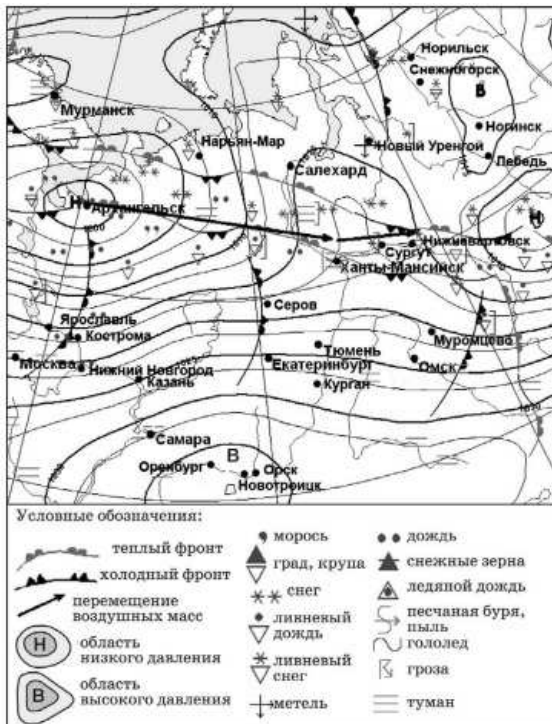 Норильск
Снежногорск
Мурманск
В
Ногинск
Нарьян-Мар
Новый Уренгой
Лебедь
Салехард
Н
Архангельск
Н
Нижневартовск
Сургут
Ханты-Мансийск
Серов
Ярославль
Кострома
Муромцево
Тюмень
Москва
Екатеринбург
Омск
Нижний Новгород
Казань
Курган
Самара
В
Оренбург
Орск
Новотроицк
Условные обозначения:
теплый фронт
холодный фронт
перемещение
воздушных масс
Н
область
низкого давления
В
область
высокого давления
морось
град, крупа
снег
ливневый
дождь
ливневый
снег
метель
дождь
снежные зерна
ледяной дождь
песчаная буря,
пыль
гололед
гроза
туман